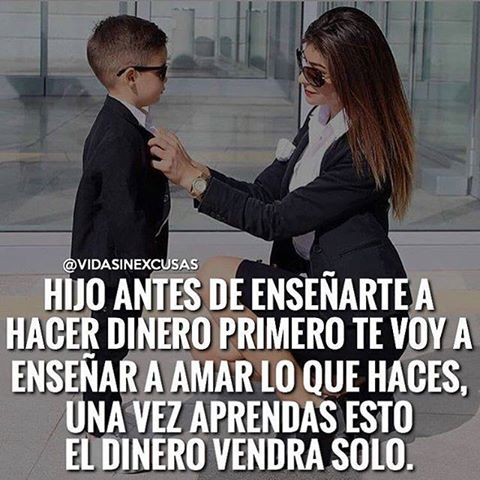 @VIDASINEXCUSAS
HIJO ANTES DE ENSEÑARTE A
HACER DINERO PRIMERO TE VOY A
ENSEÑAR A AMAR LO QUE HACES,
UNA VEZ APRENDAS ESTO
EL DINERO VENDRA SOLO.